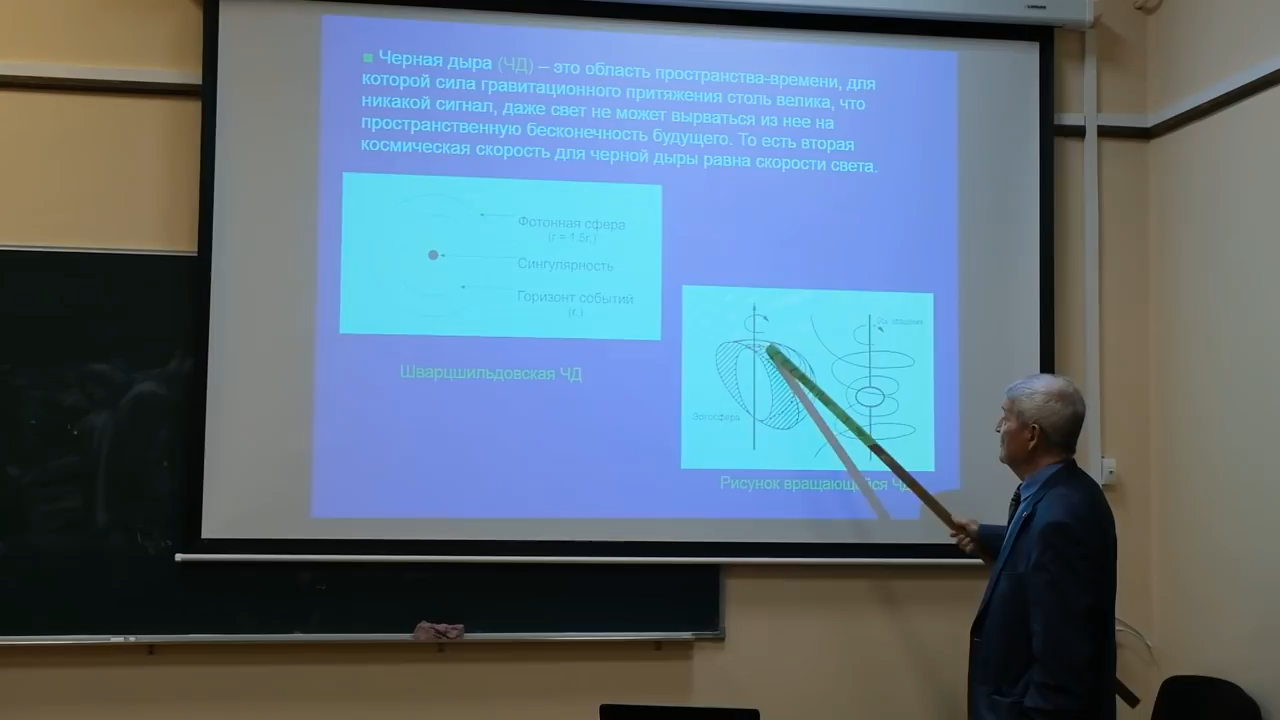 Черная дыра (ЧД) – это область пространства-времени, для
которой сила гравитационного притяжения столь велика, что
никакой сигнал, даже свет не может вырваться из нее на
пространственную бесконечность будущего. То есть вторая
космическая скорость для черной дыры равна скорости света.
Фотонная сфера
(r = 1,5rₛ)
Сингулярность
Горизонт событий
Шварцшильдовская ЧД
Эргосфера
Рисунок вращающейся ЧД